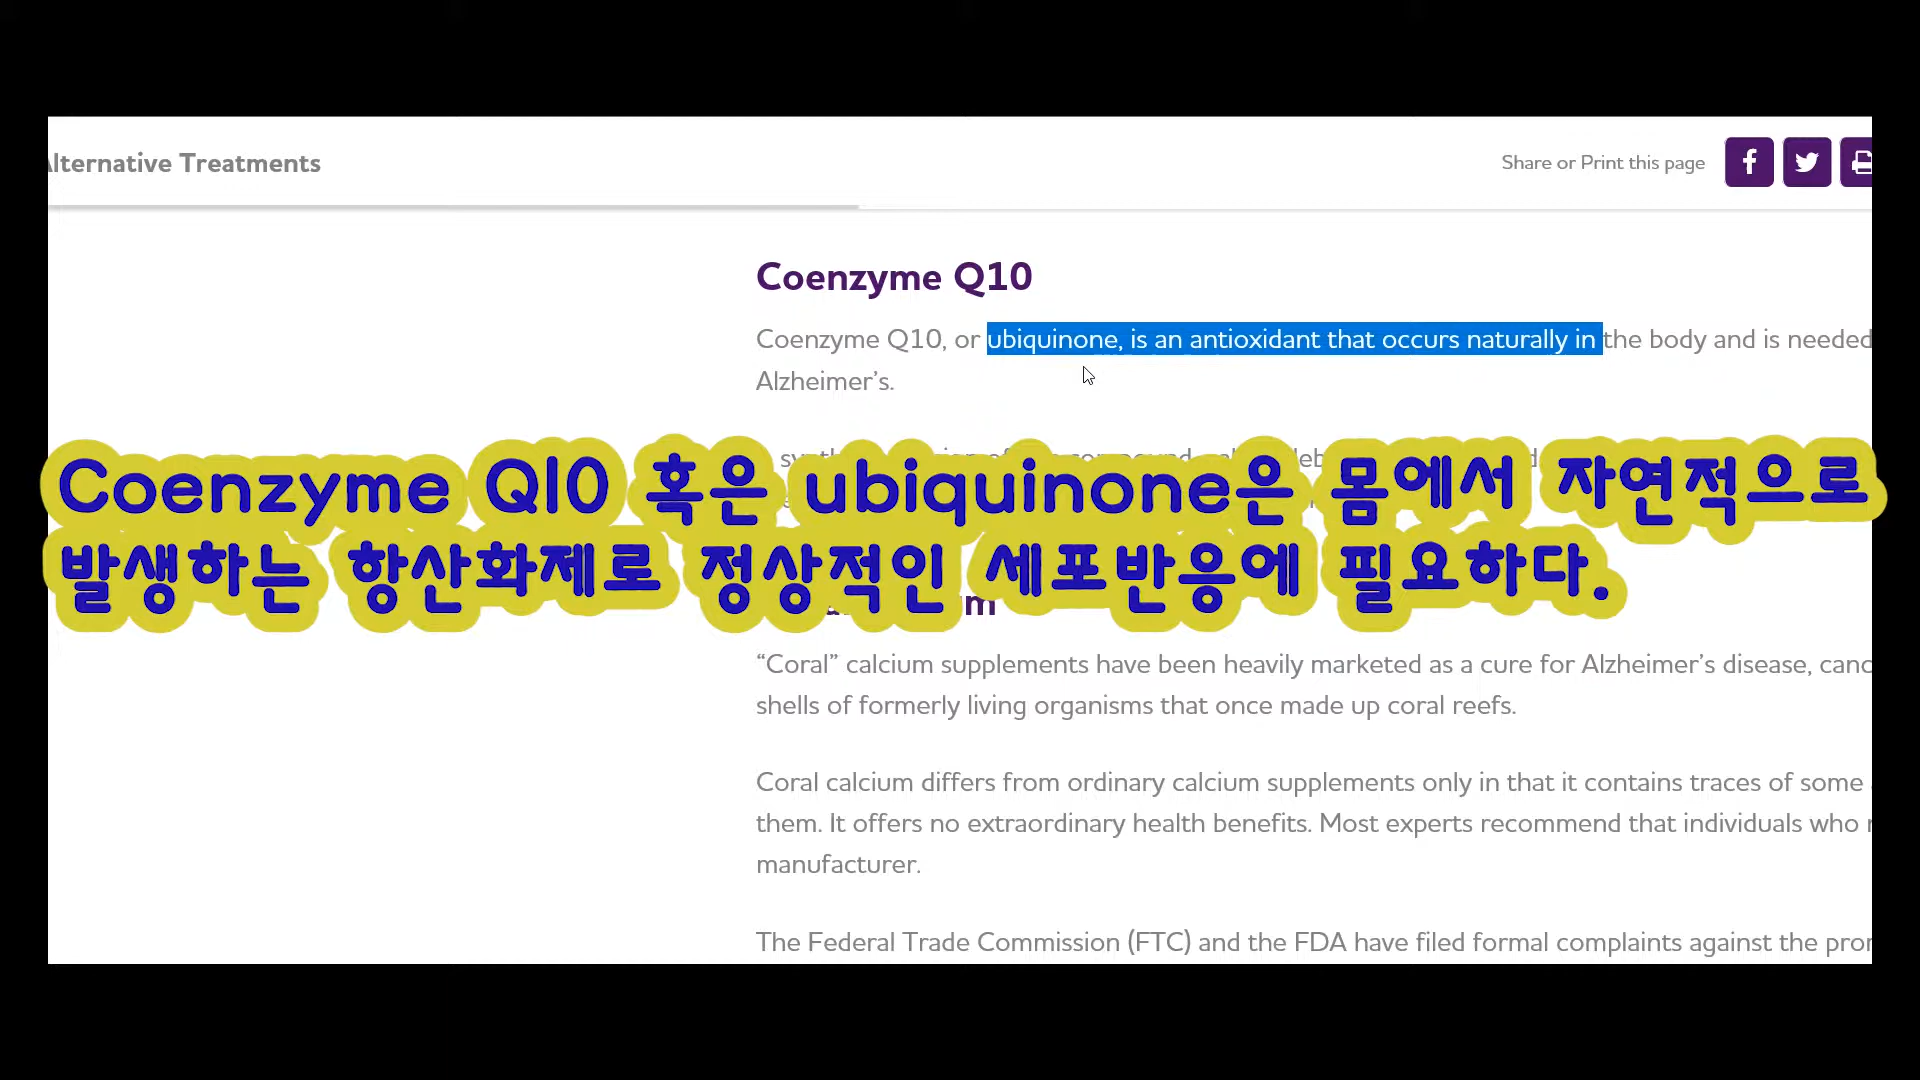 Alternative Treatments
Share or Print this page
Coenzyme Q10
Coenzyme Q10, or ubiquinone, is an antioxidant that occurs naturally in the body and is needed
Alzheimer’s.
Coenzyme Q10 혹은 ubiquinone은 몸에서 자연적으로
발생하는 항산화제로 정상적인 세포반응에 필요하다.
“Coral” calcium supplements have been heavily marketed as a cure for Alzheimer’s disease,
shells of formerly living organisms that once made up coral reefs.
Coral calcium differs from ordinary calcium supplements only in that it contains traces of some
them. It offers no extraordinary health benefits. Most experts recommend that individuals who
manufacturer.
The Federal Trade Commission (FTC) and the FDA have filed formal complaints against the